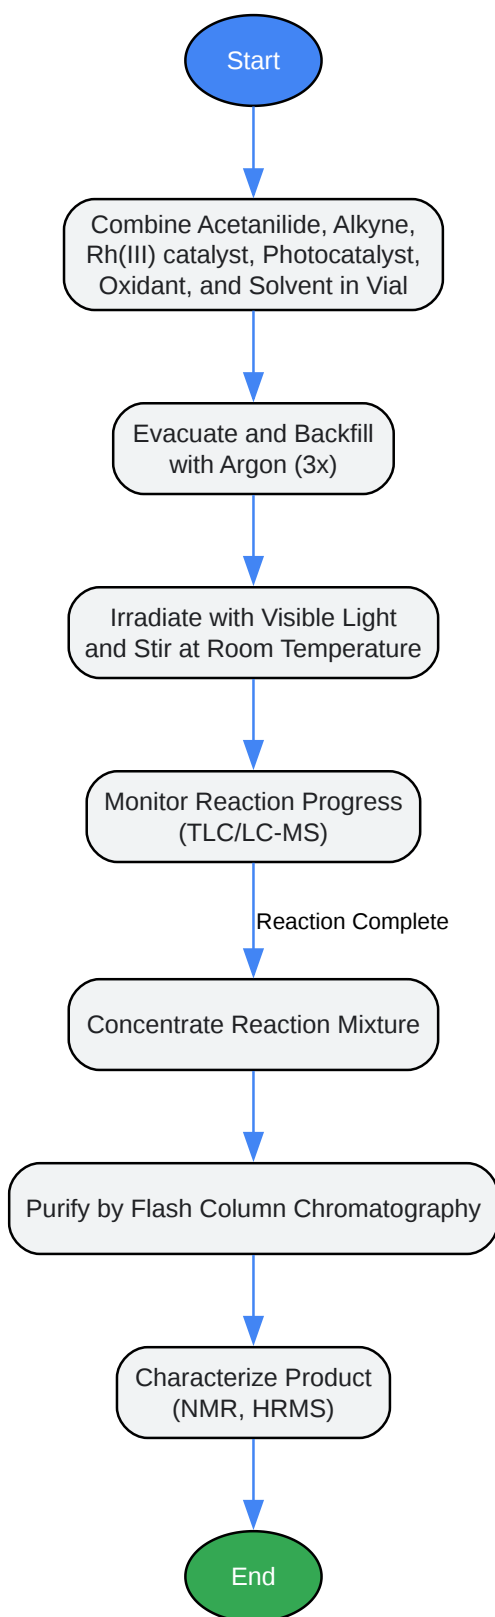 Start
Combine Acetanilide, Alkyne,
Rh(III) catalyst, Photocatalyst,
Oxidant, and Solvent in Vial
Evacuate and Backfill
with Argon (3x)
Irradiate with Visible Light
and Stir at Room Temperature
Monitor Reaction Progress
(TLC/LC-MS)
Reaction Complete
Concentrate Reaction Mixture
Purify by Flash Column Chromatography
Characterize Product
(NMR, HRMS)
End